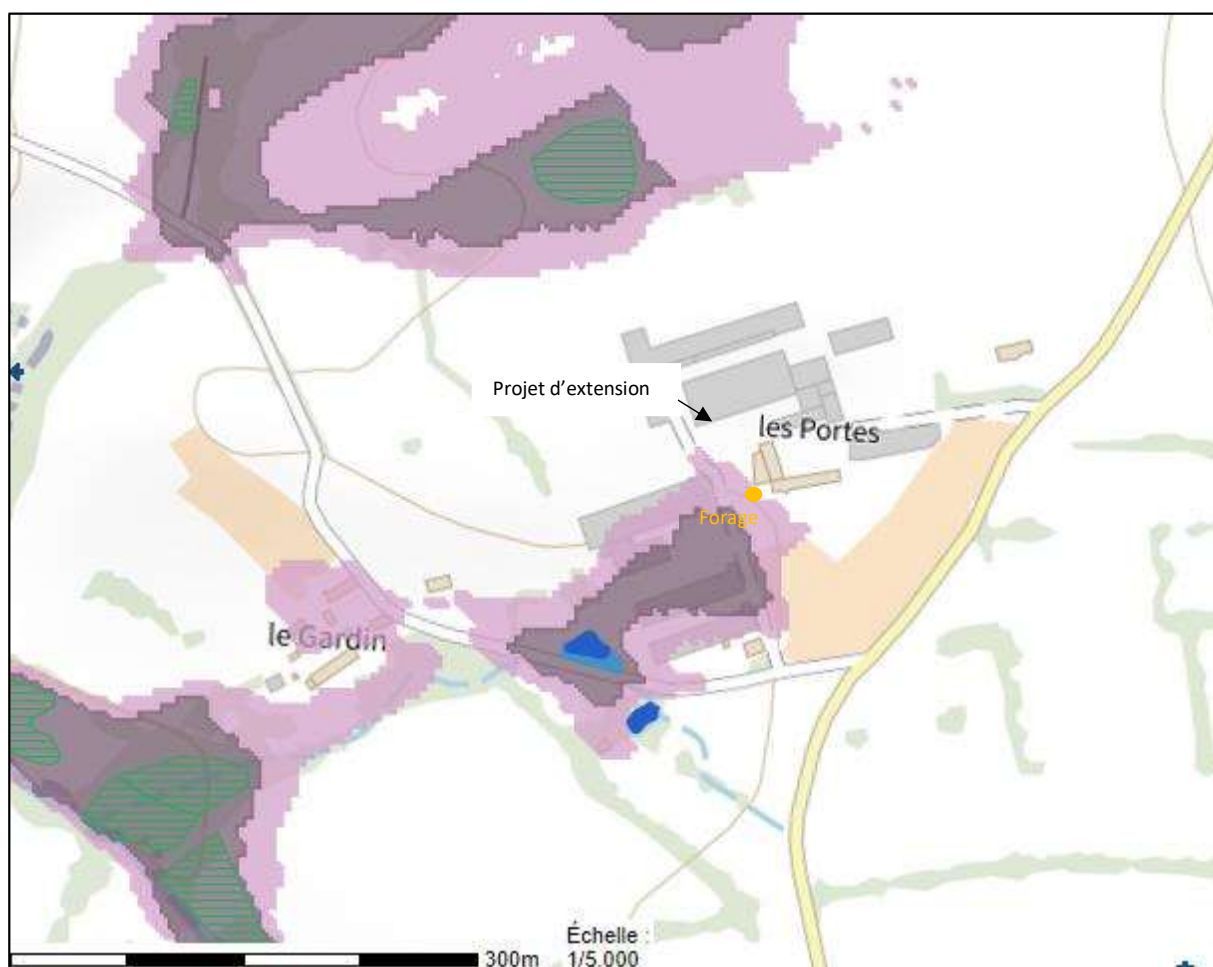 Projet d’extension
les Portes
Forage
le Gardin
300m
Échelle :
1/5.000